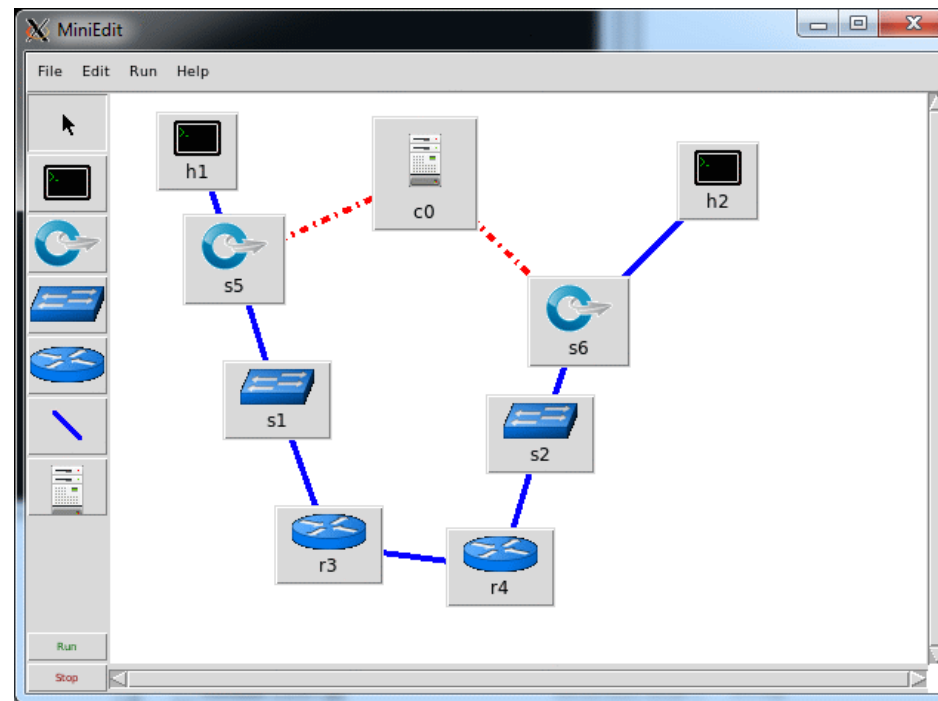 MiniEdit
File Edit Run Help
h1
c0
h2
s5
s6
s1
s2
r3
r4
Run
Stop